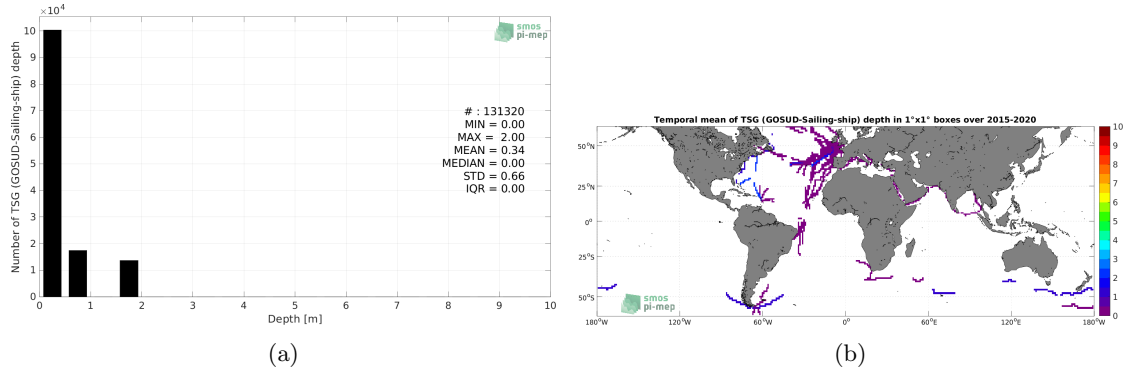 ×10⁴
10
9
8
7
6
5
4
3
2
1
0
Number of TSG (GOSUD-Sailing-ship) depth
smos
pi-mep
# : 131320
MIN = 0.00
MAX = 2.00
MEAN = 0.34
MEDIAN = 0.00
STD = 0.66
IQR = 0.00
0 1 2 3 4 5 6 7 8 9 10
Depth [m]
(a)
Temporal mean of TSG (GOSUD-Sailing-ship) depth in 1°x1° boxes over 2015-2020
50°N
25°N
0°
25°S
50°S
smos
pi-mep
180°W 120°W 60°W 0° 60°E 120°E 180°W
10
9
8
7
6
5
4
3
2
1
0
(b)